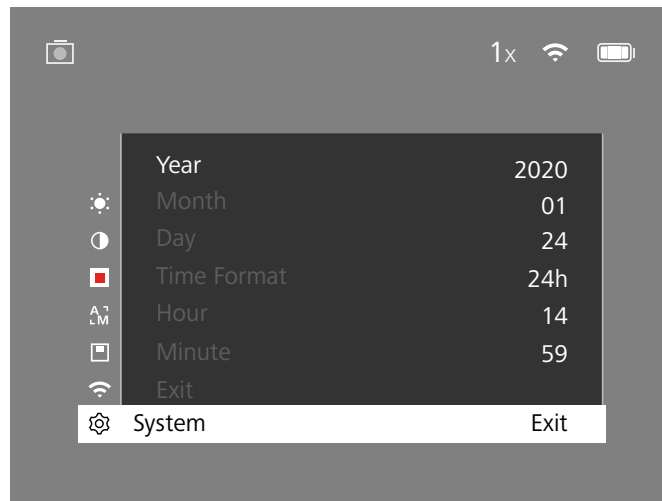 1x
Year 2020
Month 01
Day 24
Time Format 24h
A M
Hour 14
Minute 59
Exit
System Exit